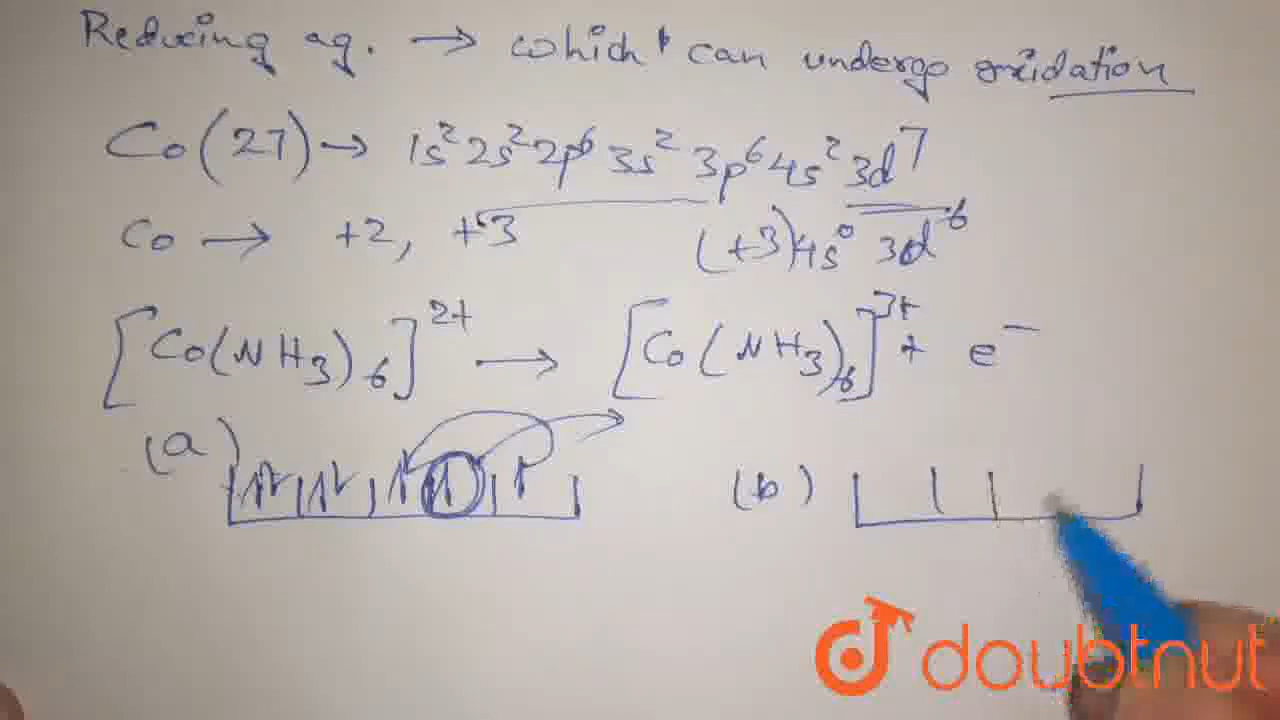 Reducing ag. → which can undergo oxidation
Co(27) → 1s² 2s² 2p⁶ 3s² 3p⁶ 4s² 3d⁷
Co → +2, +3 (+3) 4s⁰ 3d⁶
[Co(NH₃)₆]²⁺ → [Co(NH₃)₆]³⁺ + e⁻
(a) (b)
doubtnut